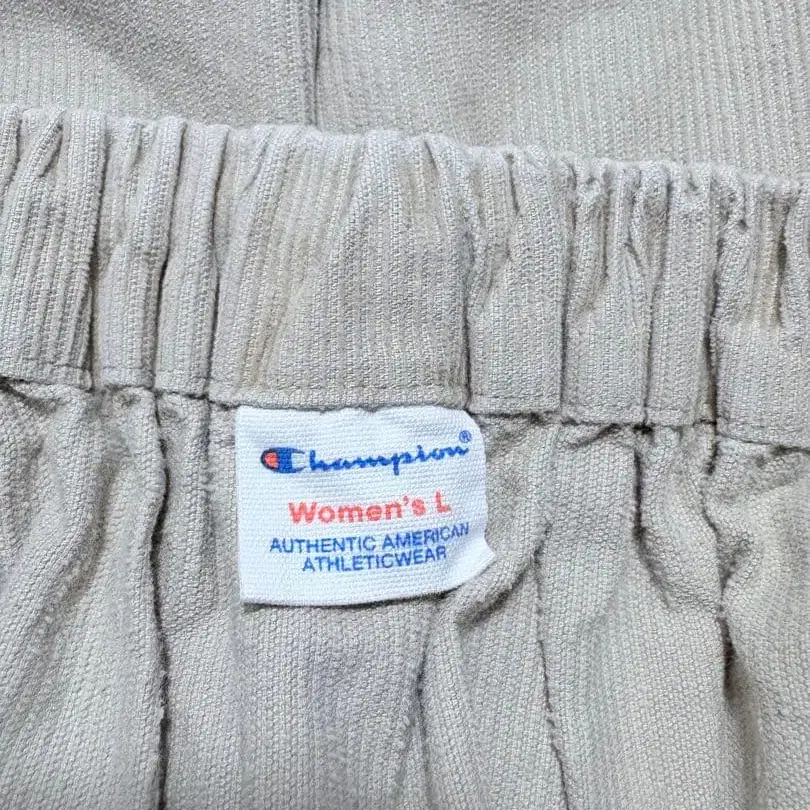 Champion®
Women's L
AUTHENTIC AMERICAN
ATHLETICWEAR